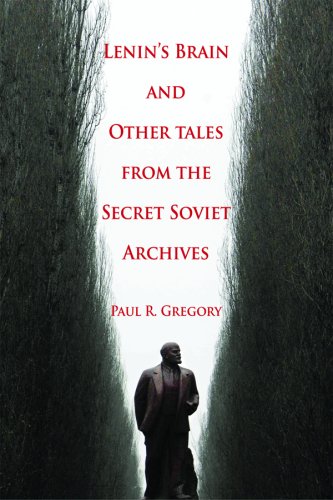 LENIN'S BRAIN
AND
OTHER TALES
FROM THE
SECRET SOVIET
ARCHIVES
PAUL R. GREGORY